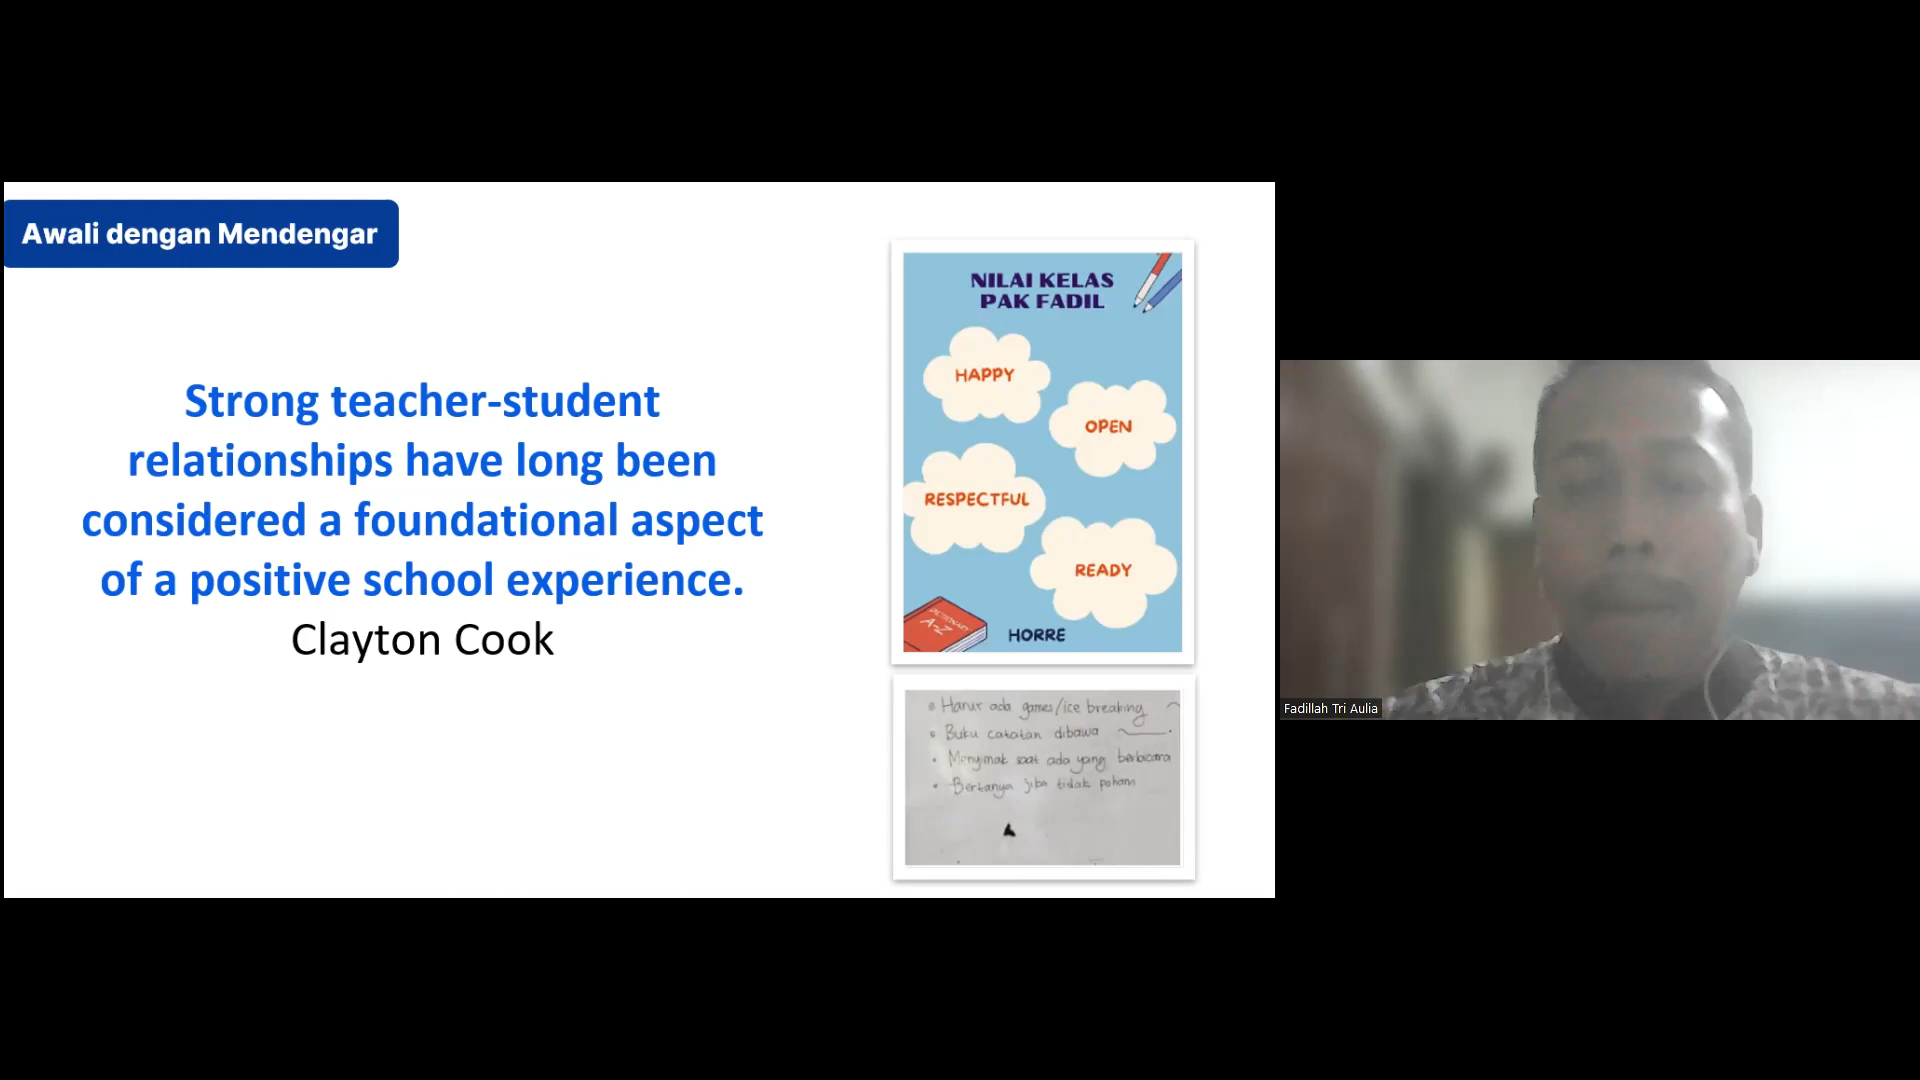 Awali dengan Mendengar
Strong teacher-student
relationships have long been
considered a foundational aspect
of a positive school experience.
Clayton Cook
NILAI KELAS
PAK FADIL
HAPPY
OPEN
RESPECTFUL
READY
DICTIONARY
A-Z
HORRE
• Harus ada games/ice breaking
• Buku catatan dibawa
• Menyimak saat ada yang berbicara
• Bertanya jika tidak paham
Fadillah Tri Aulia